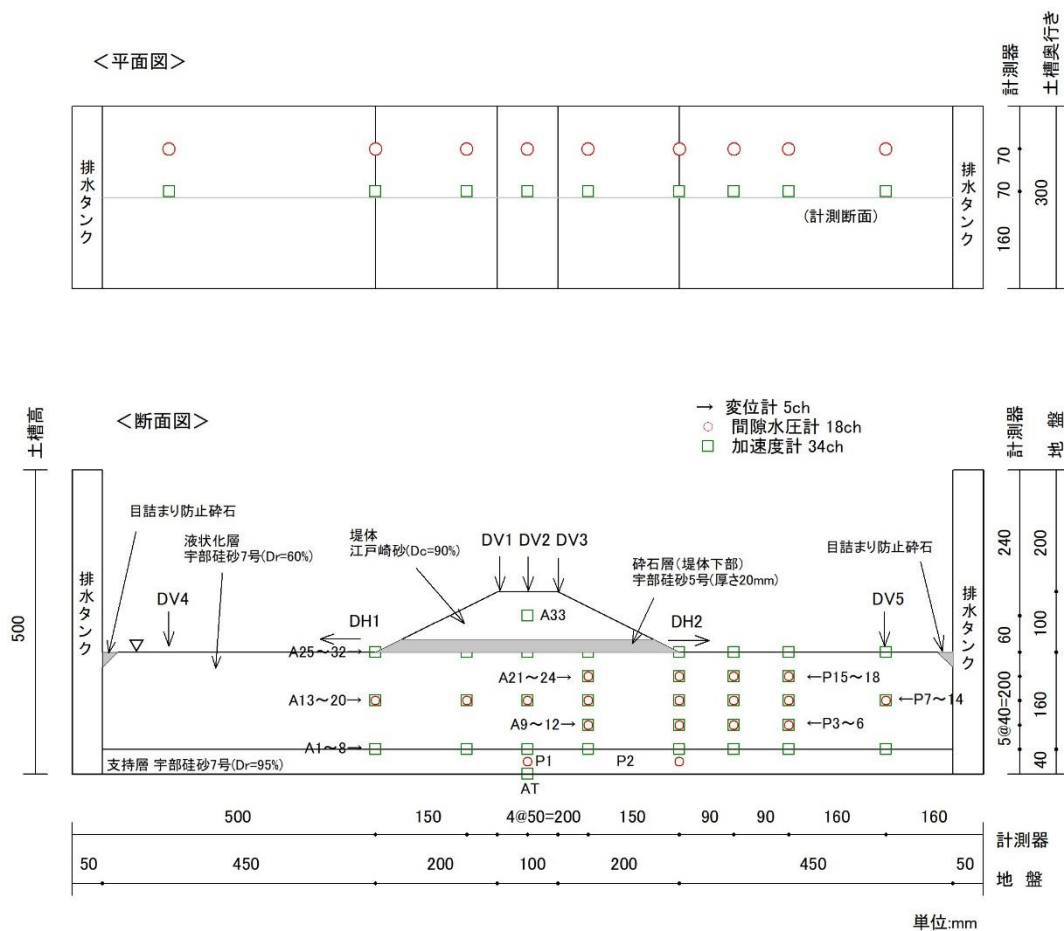 <平面図>
計測器
土槽奥行き
排水タンク
排水タンク
(計測断面)
70
70
160
300
<断面図>
→ 変位計 5ch
○ 間隙水圧計 18ch
□ 加速度計 34ch
土槽高
計測器
地盤
目詰まり防止砕石
液状化層
宇部硅砂7号(Dr=60%)
堤体
江戸崎砂(Dc=90%)
DV1 DV2 DV3
砕石層(堤体下部)
宇部硅砂5号(厚さ20mm)
目詰まり防止砕石
排水タンク
排水タンク
DV4
DH1
A33
DH2
DV5
A25～32→
A21～24→
←P15～18
A13～20→
←P7～14
A9～12→
←P3～6
A1～8→
支持層 宇部硅砂7号(Dr=95%)
P1
P2
AT
500
240
60
5@40=200
200
100
160
40
500 150 4@50=200 150 90 90 160 160
計測器
50 450 200 100 200 450 50
地 盤
単位:mm